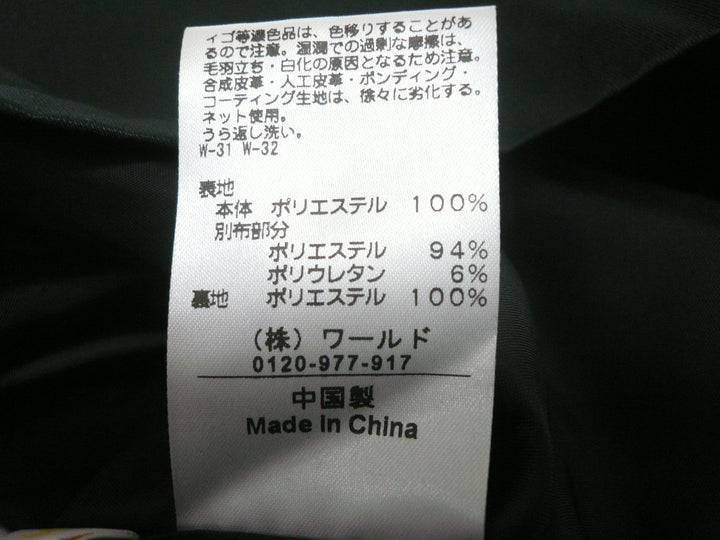 ィゴ等濃色品は、色移りすることがあ
るので注意。湿潤での過剰な摩擦は、
毛羽立ち・白化の原因となるため注意。
合成皮革・人工皮革・ボンディング・
コーティング生地は、徐々に劣化する。
ネット使用。
うら返し洗い。
W-31 W-32
表地
本体 ポリエステル 100%
別布部分
ポリエステル 94%
ポリウレタン 6%
裏地 ポリエステル 100%
(株)ワールド
0120-977-917
中国製
Made in China